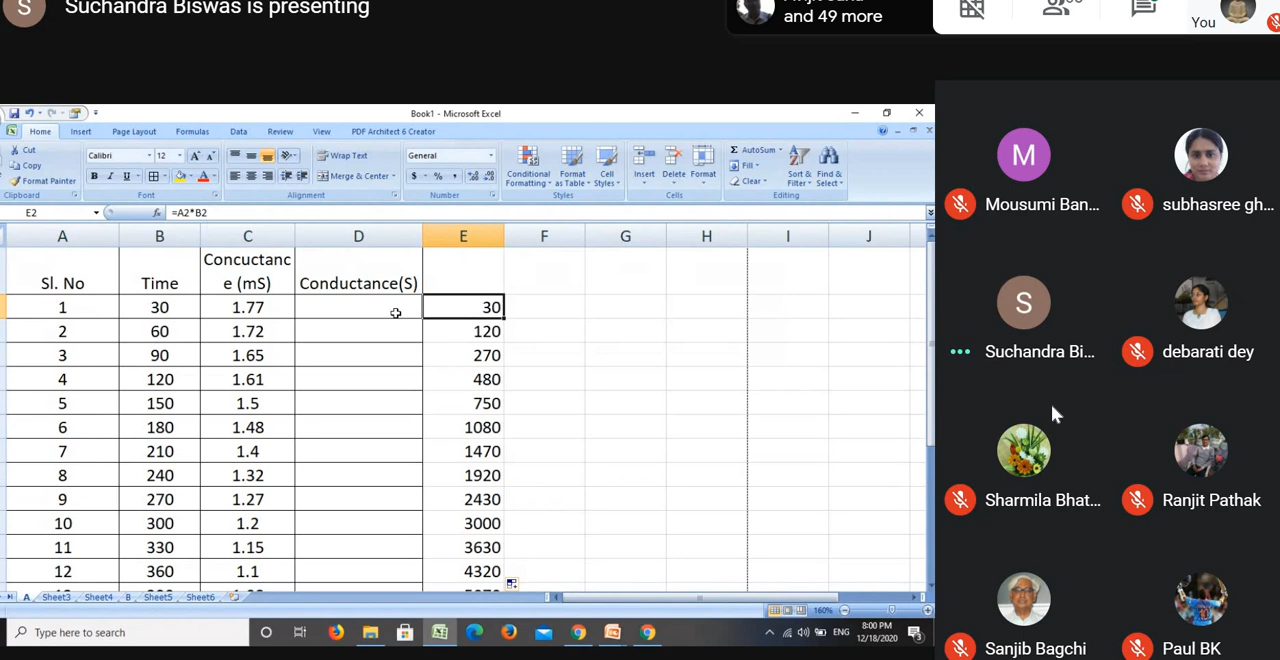 S Suchandra Biswas is presenting
and 49 more
You
Book1 - Microsoft Excel
Home Insert Page Layout Formulas Data Review View PDF Architect 6 Creator
Cut
Copy
Format Painter
Clipboard
Calibri 12
B I U
Font
Wrap Text
Merge & Center
Alignment
General
$ % ,
Number
Conditional Formatting
Format as Table
Cell Styles
Styles
Insert Delete Format
Cells
Σ AutoSum
Fill
Clear
Sort & Filter
Find & Select
Editing
E2 fx =A2*B2
A B C D E F G H I J
Sl. No Time Concuctance (mS) Conductance(S)
1 30 1.77 30
2 60 1.72 120
3 90 1.65 270
4 120 1.61 480
5 150 1.5 750
6 180 1.48 1080
7 210 1.4 1470
8 240 1.32 1920
9 270 1.27 2430
10 300 1.2 3000
11 330 1.15 3630
12 360 1.1 4320
A Sheet3 Sheet4 B Sheet5 Sheet6
160%
Type here to search
ENG
8:00 PM
12/18/2020
3
M
Mousumi Ban...
subhasree gh...
S
Suchandra Bi...
debarati dey
Sharmila Bhat...
Ranjit Pathak
Sanjib Bagchi
Paul BK